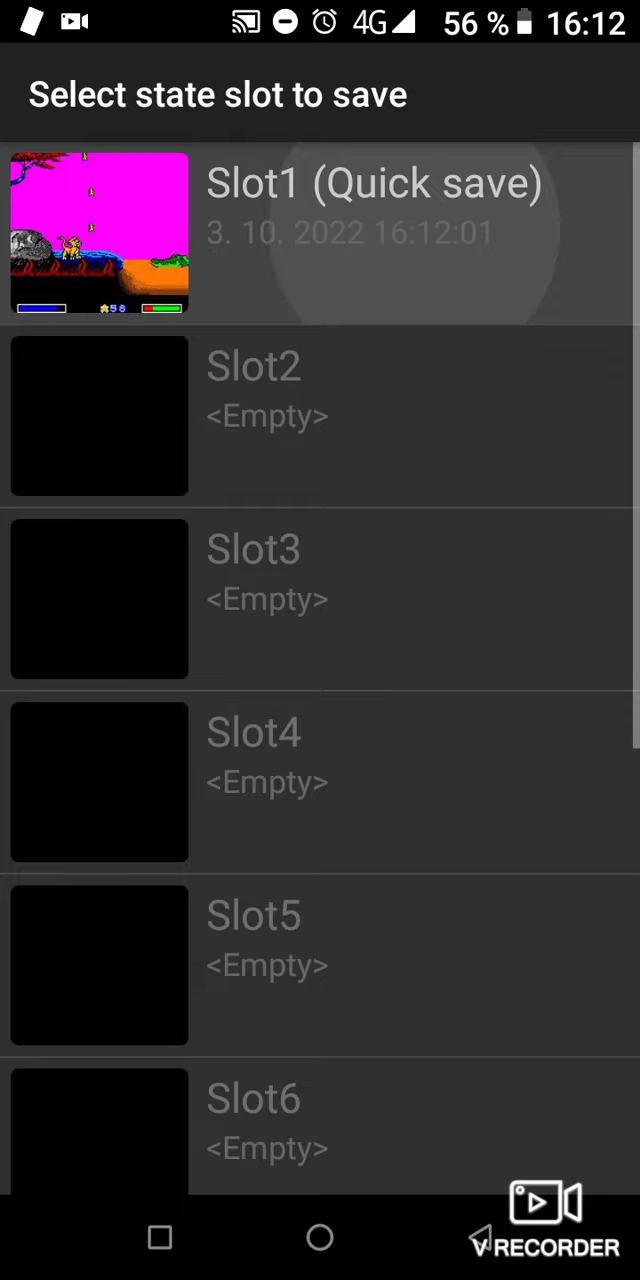 4G 56 % 16:12
Select state slot to save
Slot1 (Quick save)
3. 10. 2022 16:12:01
58
Slot2
<Empty>
Slot3
<Empty>
Slot4
<Empty>
Slot5
<Empty>
Slot6
<Empty>
V RECORDER